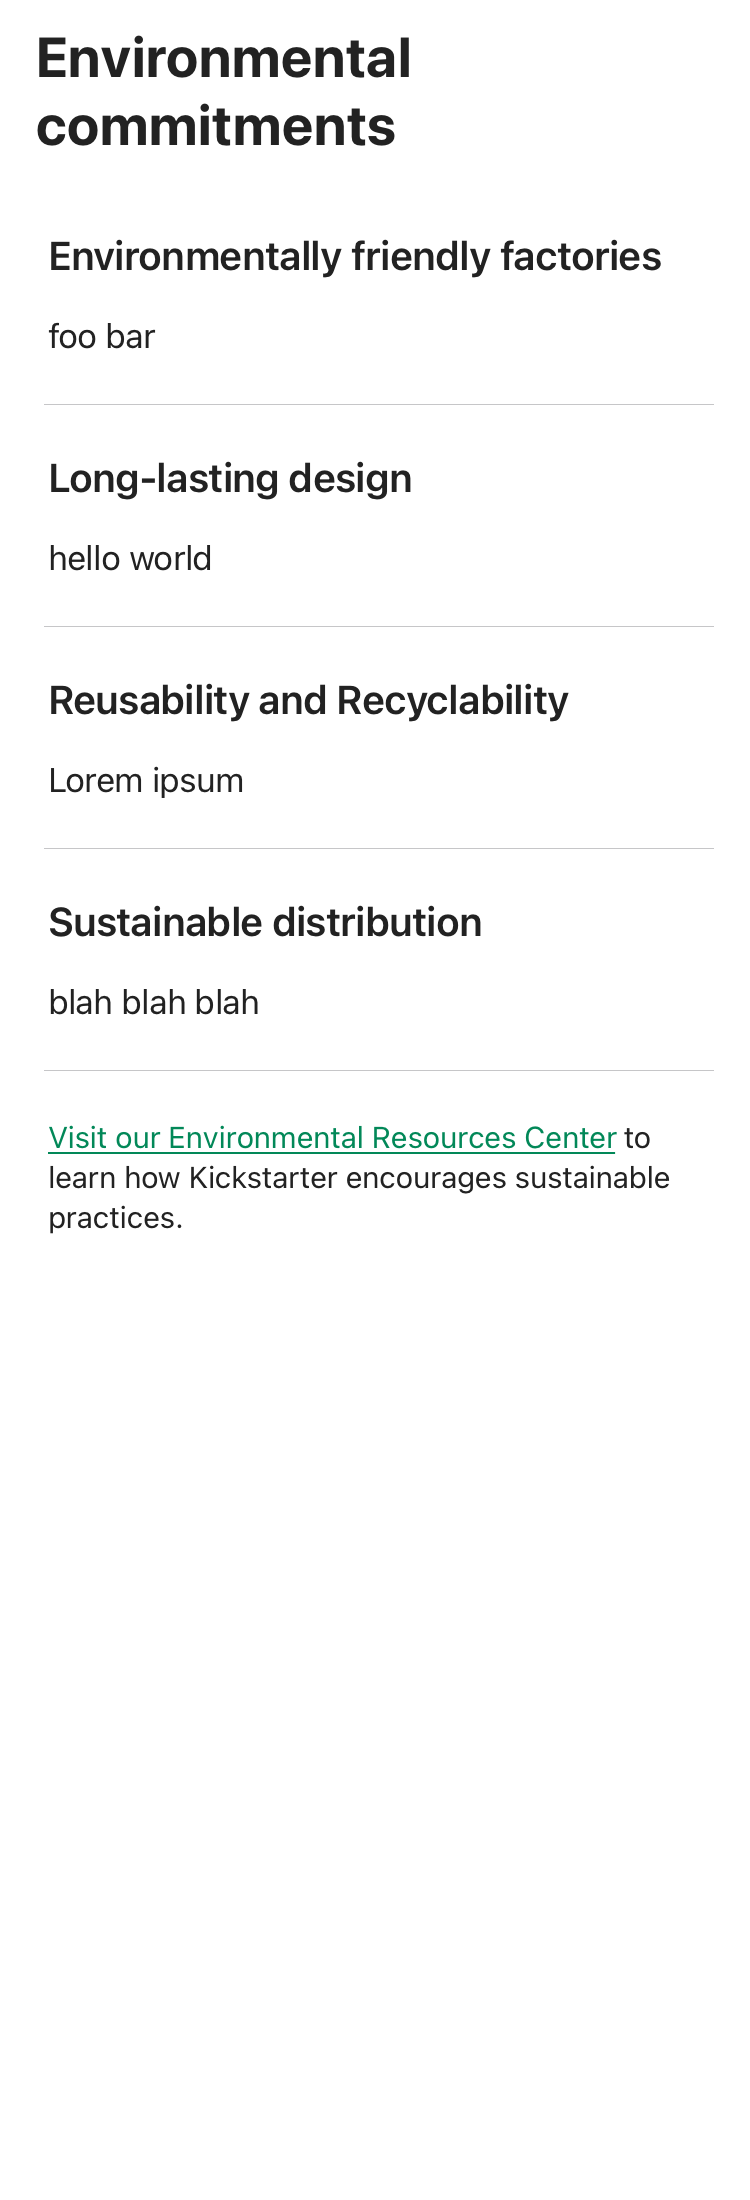 Environmental
commitments
Environmentally friendly factories
foo bar
Long-lasting design
hello world
Reusability and Recyclability
Lorem ipsum
Sustainable distribution
blah blah blah
Visit our Environmental Resources Center to
learn how Kickstarter encourages sustainable
practices.